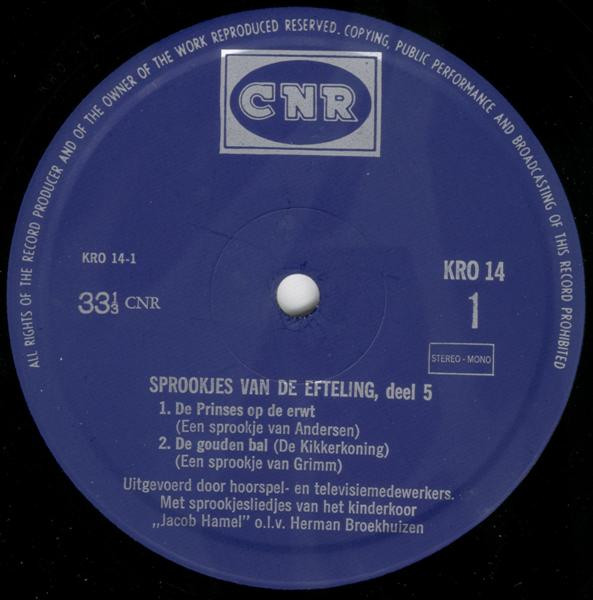 ALL RIGHTS OF THE RECORD PRODUCER AND OF THE OWNER OF THE WORK REPRODUCED RESERVED. COPYING, PUBLIC PERFORMANCE AND BROADCASTING OF THIS RECORD PROHIBITED
CNR
KRO 14-1
KRO 14
33⅓ CNR
1
STEREO - MONO
SPROOKJES VAN DE EFTELING, deel 5
1. De Prinses op de erwt
(Een sprookje van Andersen)
2. De gouden bal (De Kikkerkoning)
(Een sprookje van Grimm)
Uitgevoerd door hoorspel- en televisiemedewerkers.
Met sprookjesliedjes van het kinderkoor
„Jacob Hamel" o.l.v. Herman Broekhuizen